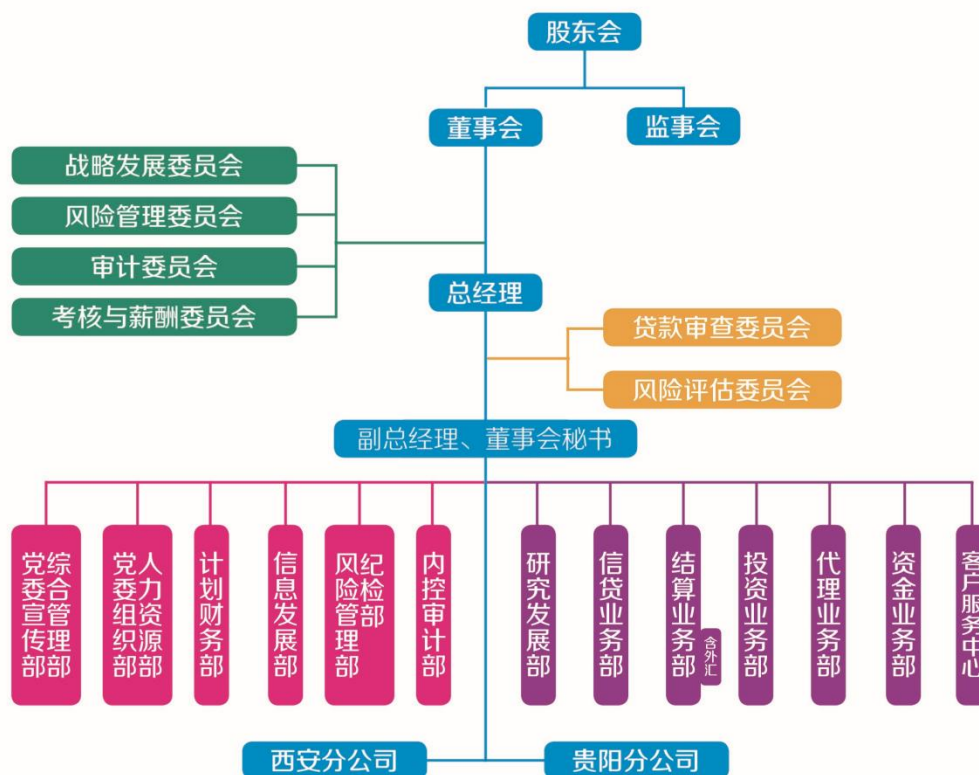 股东会
董事会
监事会
战略发展委员会
风险管理委员会
审计委员会
考核与薪酬委员会
总经理
贷款审查委员会
风险评估委员会
副总经理、董事会秘书
综合管理部
党委宣传部
人力资源部
党委组织部
计划财务部
信息发展部
纪检部
风险管理部
内控审计部
研究发展部
信贷业务部
结算业务部
含外汇
投资业务部
代理业务部
资金业务部
客户服务中心
西安分公司
贵阳分公司